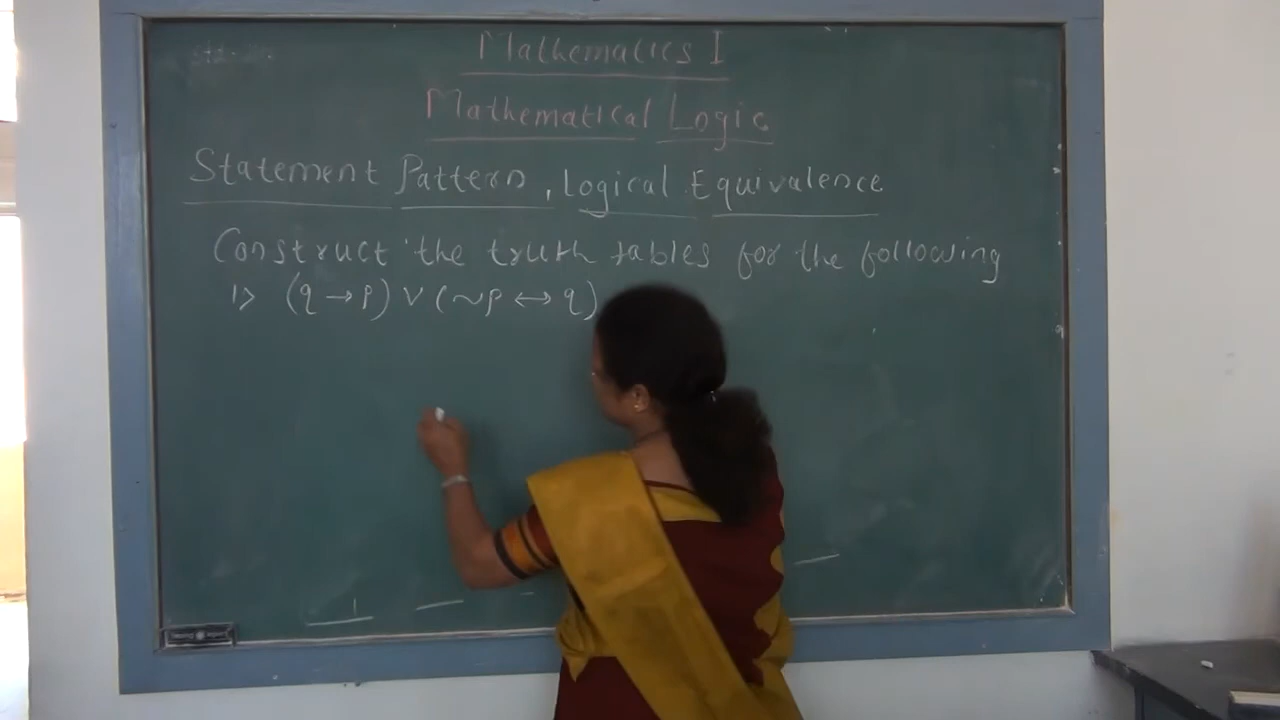 Mathematics I
Mathematical Logic
Statement Pattern, Logical Equivalence
Construct the truth tables for the following
1> (q → p) ∨ (~p ↔ q)